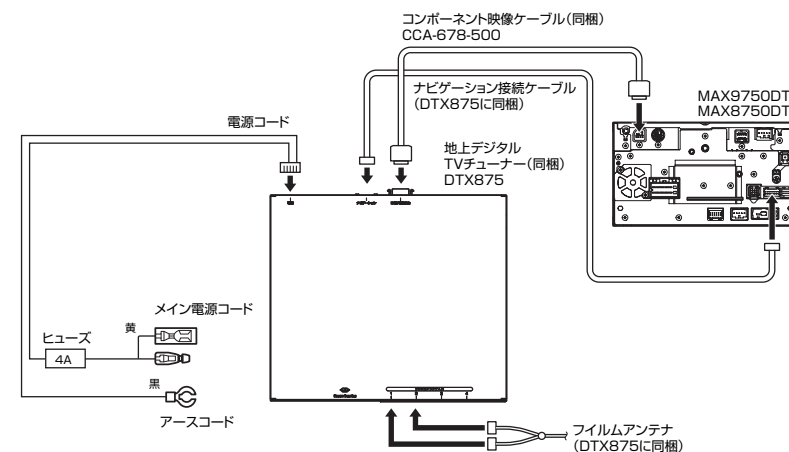 コンポーネント映像ケーブル(同梱)
CCA-678-500
ナビゲーション接続ケーブル
(DTX875に同梱)
MAX9750DT
MAX8750DT
電源コード
地上デジタル
TVチューナー(同梱)
DTX875
メイン電源コード
ヒューズ
黄
4A
黒
アースコード
1
2
3
4
フイルムアンテナ
(DTX875に同梱)